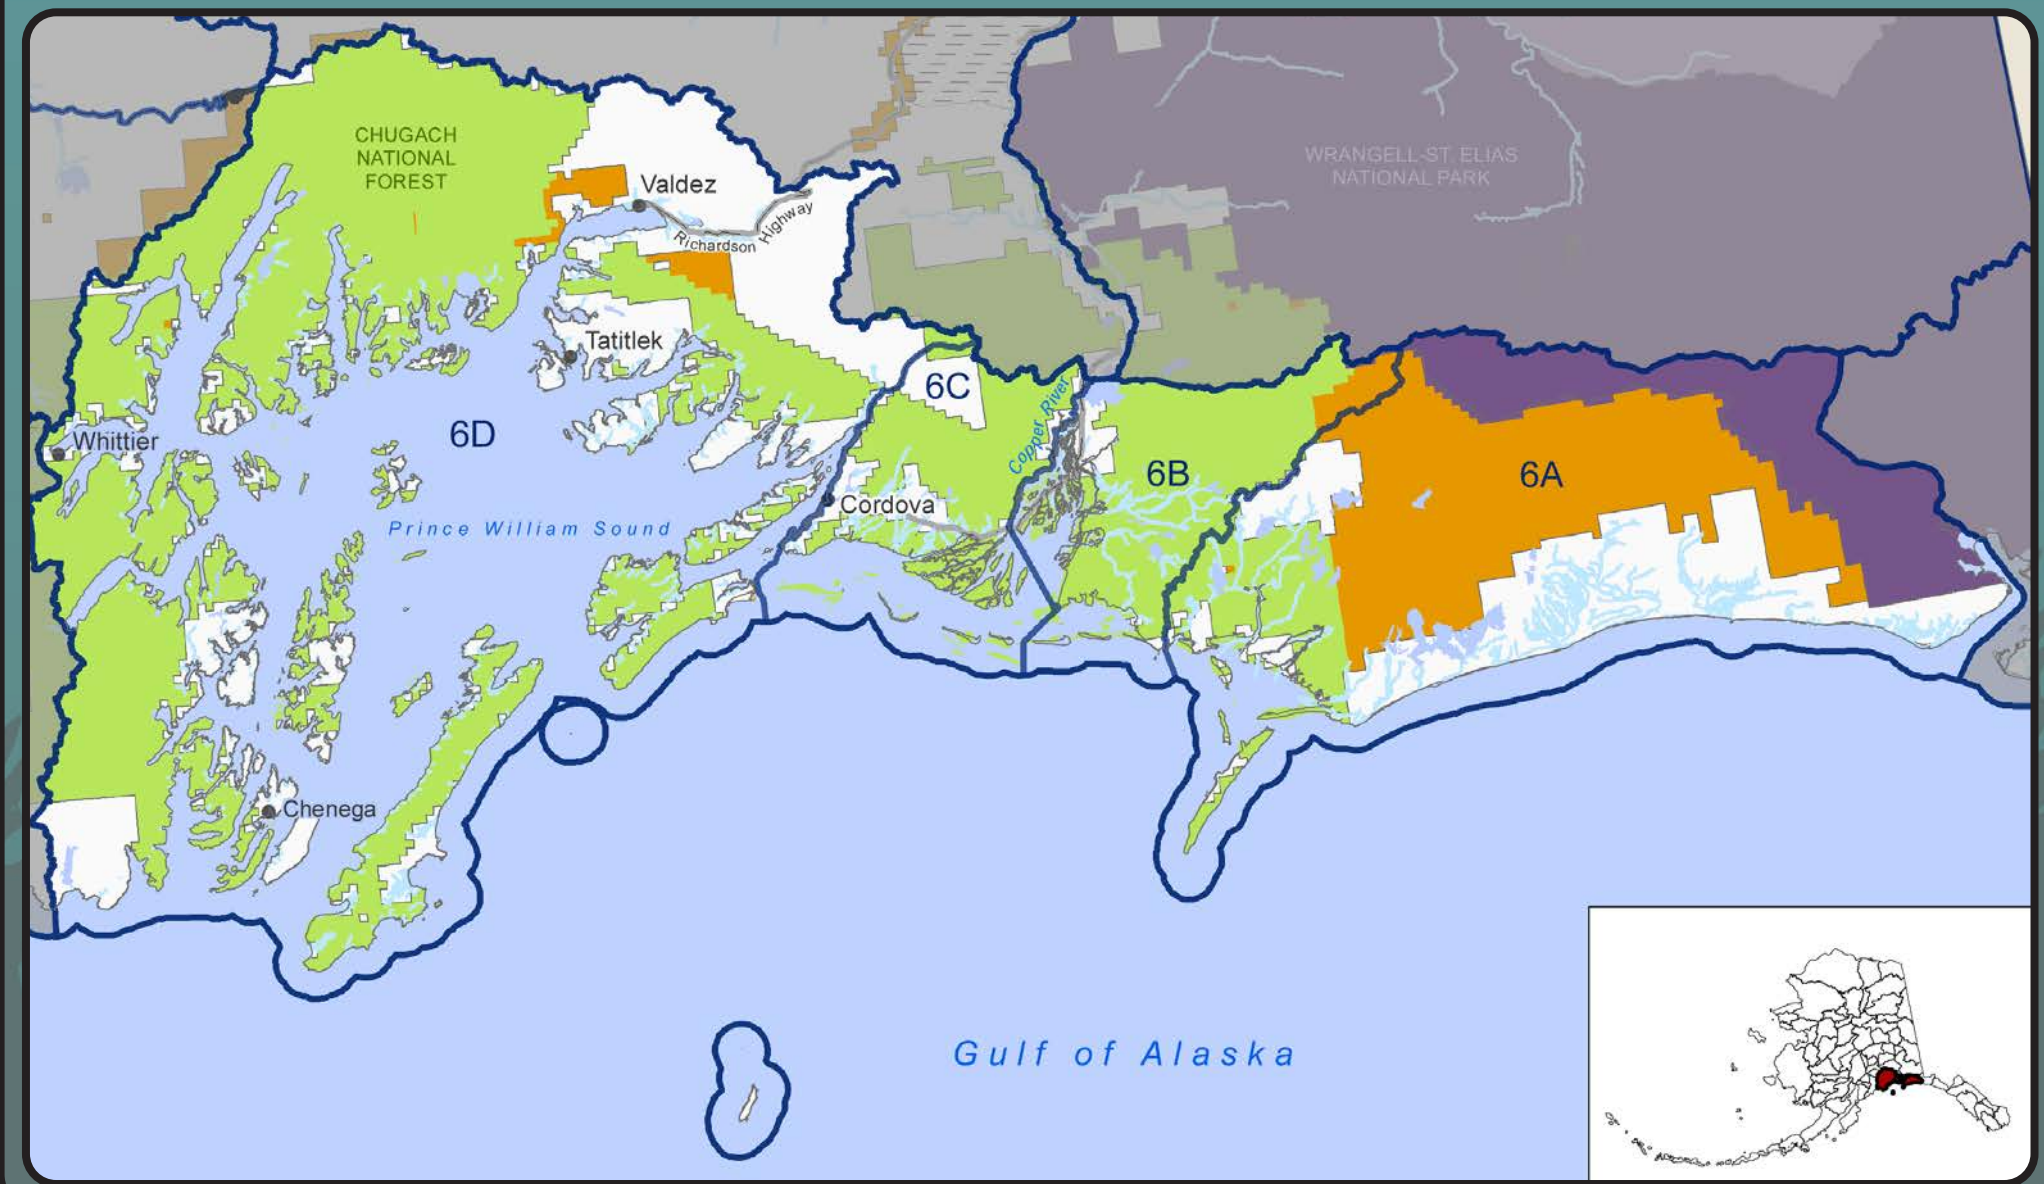 CHUGACH
NATIONAL
FOREST
WRANGELL-ST. ELIAS
NATIONAL PARK
Valdez
Richardson Highway
Tatitlek
6C
Copper River
Whittier
6D
6B
6A
Cordova
Prince William Sound
Chenega
Gulf of Alaska